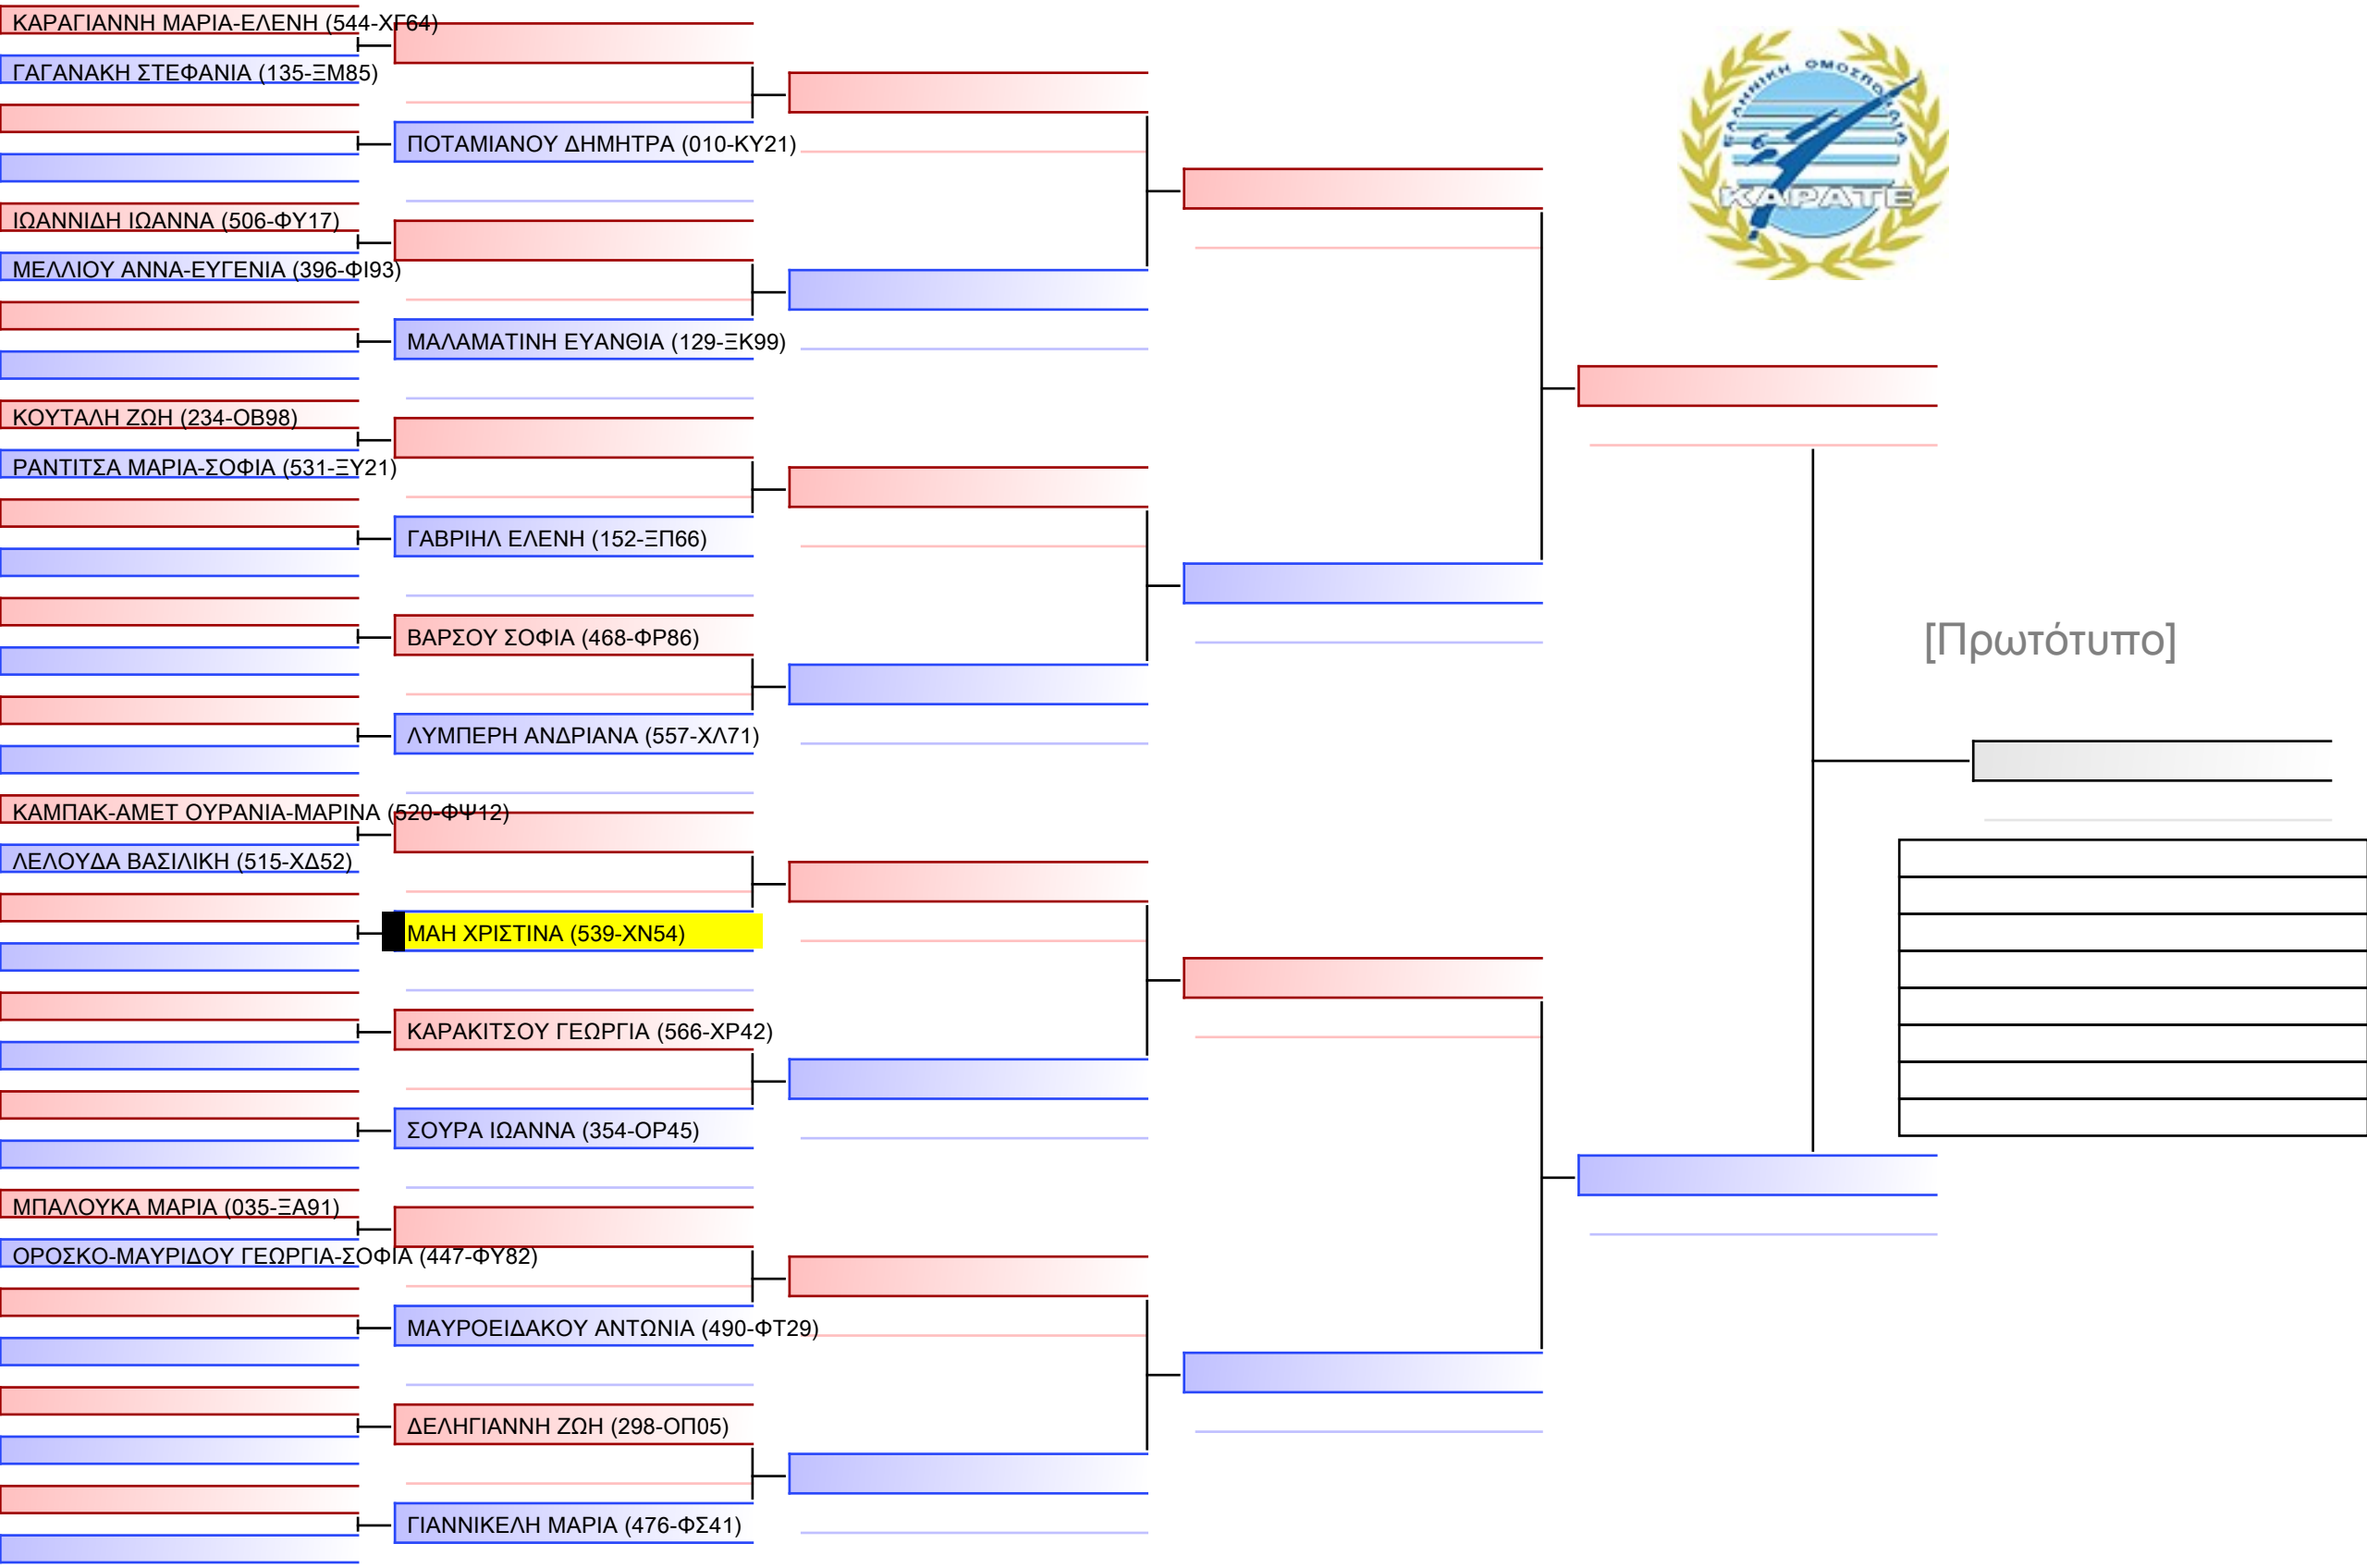 ΚΑΡΑΓΙΑΝΝΗ ΜΑΡΙΑ-ΕΛΕΝΗ (544-ΧΓ64)
ΓΑΓΑΝΑΚΗ ΣΤΕΦΑΝΙΑ (135-ΞΜ85)
ΠΟΤΑΜΙΑΝΟΥ ΔΗΜΗΤΡΑ (010-ΚΥ21)
ΙΩΑΝΝΙΔΗ ΙΩΑΝΝΑ (506-ΦΥ17)
ΜΕΛΛΙΟΥ ΑΝΝΑ-ΕΥΓΕΝΙΑ (396-ΦΙ93)
ΜΑΛΑΜΑΤΙΝΗ ΕΥΑΝΘΙΑ (129-ΞΚ99)
ΚΟΥΤΑΛΗ ΖΩΗ (234-ΟΒ98)
ΡΑΝΤΙΤΣΑ ΜΑΡΙΑ-ΣΟΦΙΑ (531-ΞΥ21)
ΓΑΒΡΙΗΛ ΕΛΕΝΗ (152-ΞΠ66)
ΒΑΡΣΟΥ ΣΟΦΙΑ (468-ΦΡ86)
ΛΥΜΠΕΡΗ ΑΝΔΡΙΑΝΑ (557-ΧΛ71)
ΚΑΜΠΑΚ-ΑΜΕΤ ΟΥΡΑΝΙΑ-ΜΑΡΙΝΑ (520-ΦΨ12)
ΛΕΛΟΥΔΑ ΒΑΣΙΛΙΚΗ (515-ΧΔ52)
ΜΑΗ ΧΡΙΣΤΙΝΑ (539-ΧΝ54)
ΚΑΡΑΚΙΤΣΟΥ ΓΕΩΡΓΙΑ (566-ΧΡ42)
ΣΟΥΡΑ ΙΩΑΝΝΑ (354-ΟΡ45)
ΜΠΑΛΟΥΚΑ ΜΑΡΙΑ (035-ΞΑ91)
ΟΡΟΣΚΟ-ΜΑΥΡΙΔΟΥ ΓΕΩΡΓΙΑ-ΣΟΦΙΑ (447-ΦΥ82)
ΜΑΥΡΟΕΙΔΑΚΟΥ ΑΝΤΩΝΙΑ (490-ΦΤ29)
ΔΕΛΗΓΙΑΝΝΗ ΖΩΗ (298-ΟΠ05)
ΓΙΑΝΝΙΚΕΛΗ ΜΑΡΙΑ (476-ΦΣ41)
ΕΛΛΗΝΙΚΗ ΟΜΟΣΠΟΝΔΙΑ
ΚΑΡΑΤΕ
[Πρωτότυπο]